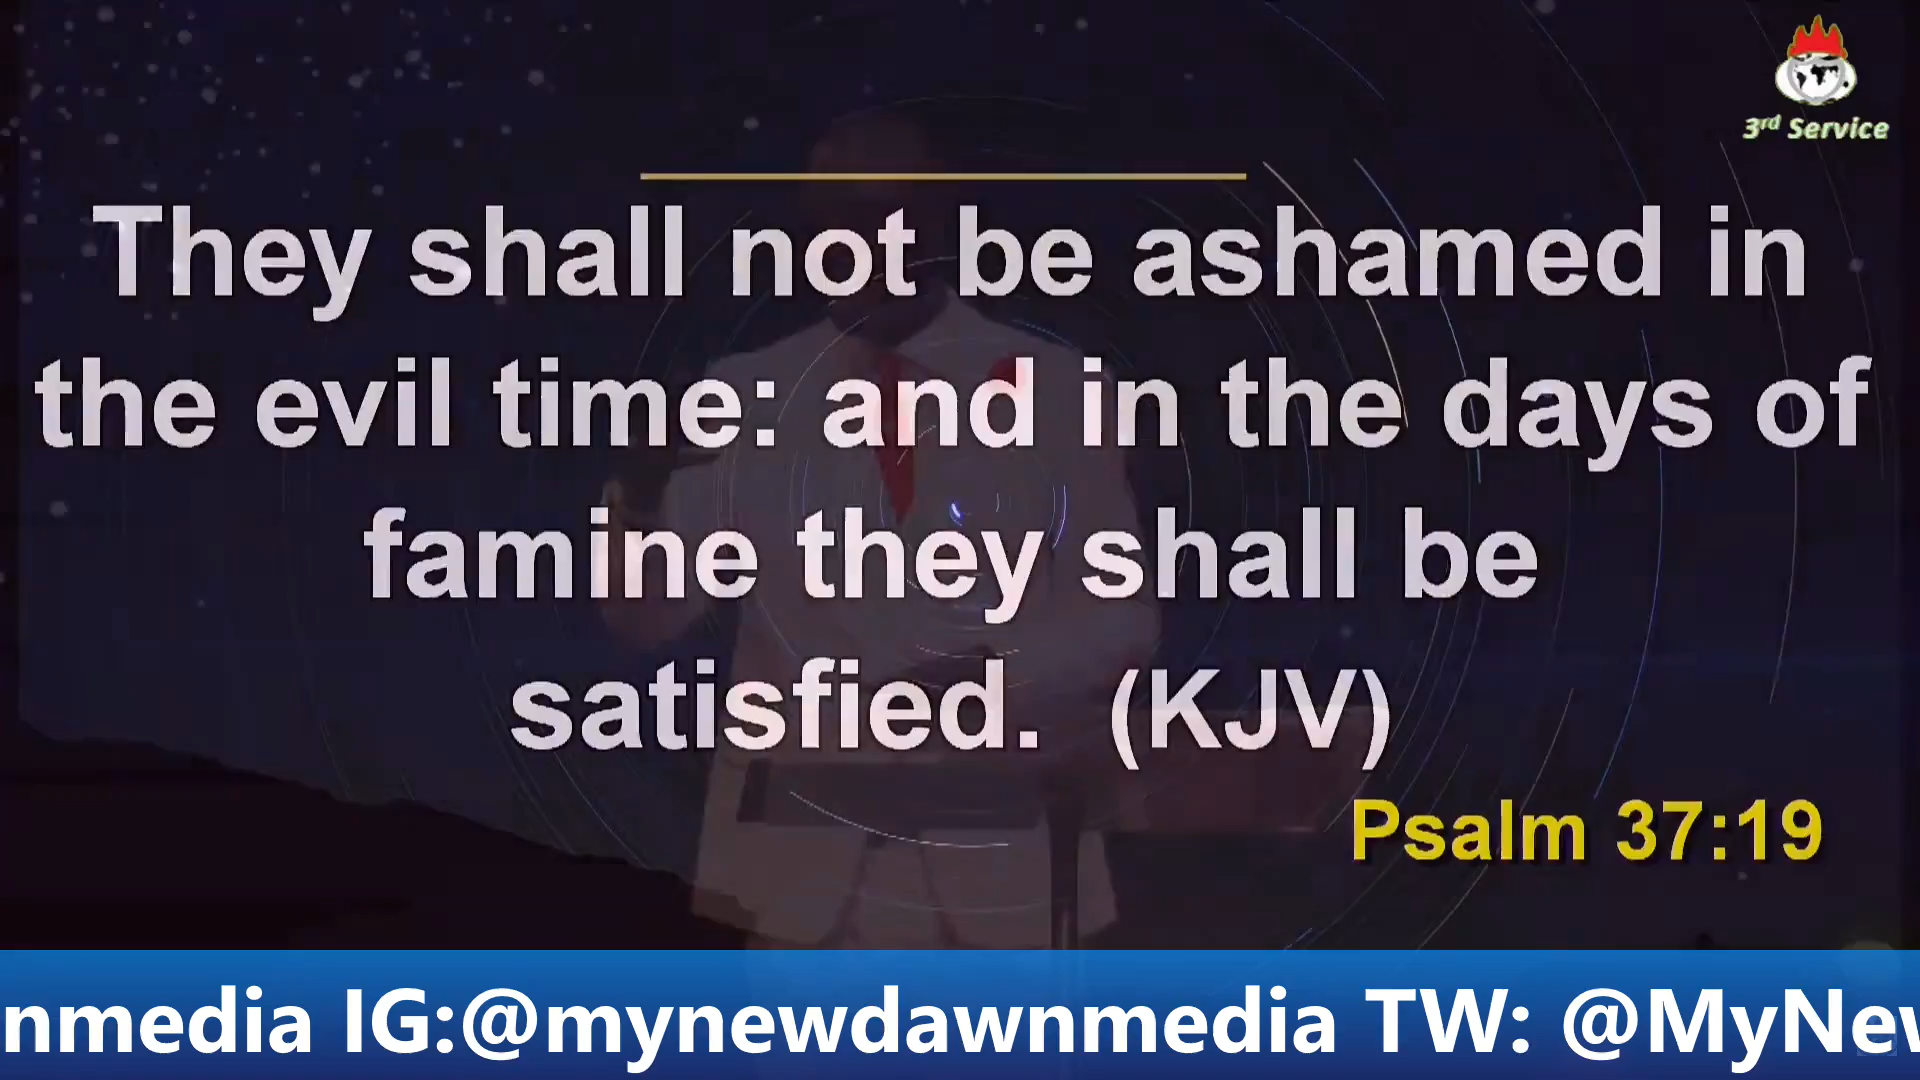 3rd Service
They shall not be ashamed in
the evil time: and in the days of
famine they shall be
satisfied. (KJV)
Psalm 37:19
nmedia IG:@mynewdawnmedia TW: @MyNew